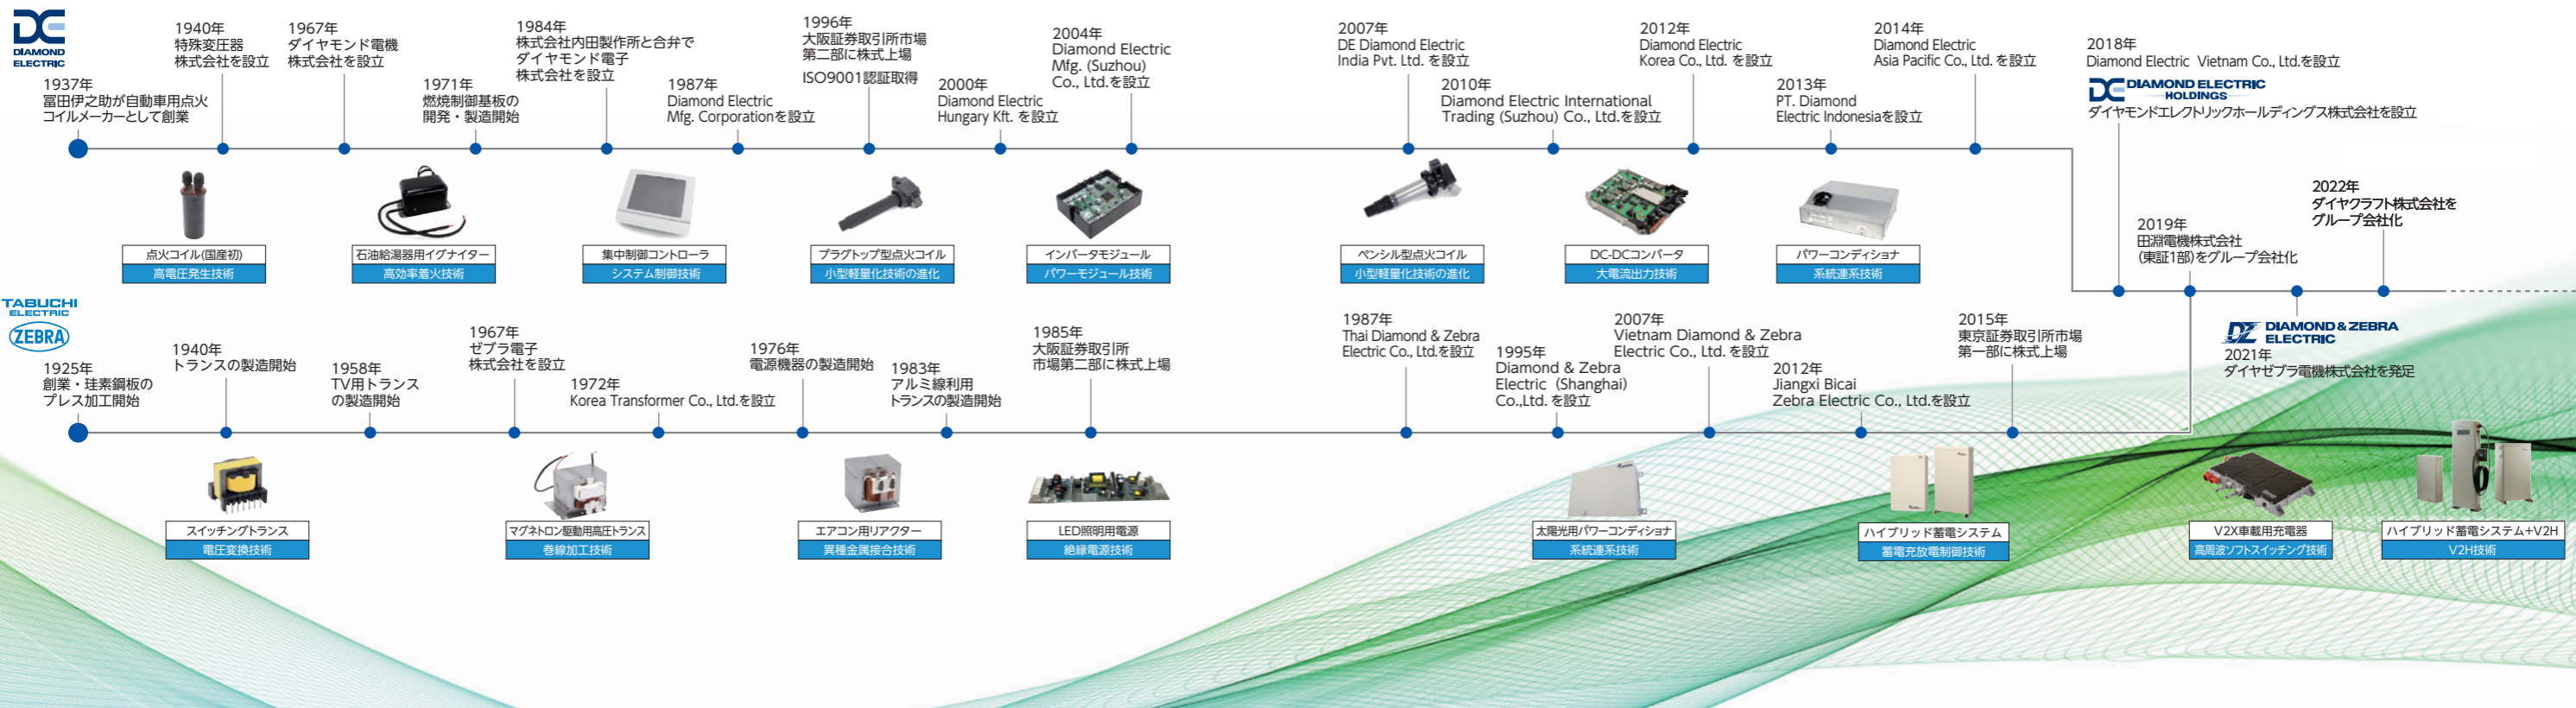 DE
DIAMOND
ELECTRIC
1937年
冨田伊之助が自動車用点火
コイルメーカーとして創業
1940年
特殊変圧器
株式会社を設立
1967年
ダイヤモンド電機
株式会社を設立
1971年
燃焼制御基板の
開発・製造開始
1984年
株式会社内田製作所と合弁で
ダイヤモンド電子
株式会社を設立
1987年
Diamond Electric
Mfg. Corporationを設立
1996年
大阪証券取引所市場
第二部に株式上場
ISO9001認証取得
2000年
Diamond Electric
Hungary Kft. を設立
2004年
Diamond Electric
Mfg. (Suzhou)
Co., Ltd.を設立
2007年
DE Diamond Electric
India Pvt. Ltd. を設立
2010年
Diamond Electric International
Trading (Suzhou) Co., Ltd.を設立
2012年
Diamond Electric
Korea Co., Ltd. を設立
2013年
PT. Diamond
Electric Indonesiaを設立
2014年
Diamond Electric
Asia Pacific Co., Ltd. を設立
2018年
Diamond Electric Vietnam Co., Ltd.を設立
DE DIAMOND ELECTRIC
HOLDINGS
ダイヤモンドエレクトリックホールディングス株式会社を設立
2019年
田淵電機株式会社
(東証1部)をグループ会社化
2022年
ダイヤクラフト株式会社を
グループ会社化
点火コイル(国産初)
高電圧発生技術
石油給湯器用イグナイター
高効率着火技術
集中制御コントローラ
システム制御技術
プラグトップ型点火コイル
小型軽量化技術の進化
インバータモジュール
パワーモジュール技術
ペンシル型点火コイル
小型軽量化技術の進化
DC-DCコンバータ
大電流出力技術
パワーコンディショナ
系統連系技術
TABUCHI
ELECTRIC
ZEBRA
1925年
創業・珪素鋼板の
プレス加工開始
1940年
トランスの製造開始
1958年
TV用トランス
の製造開始
1967年
ゼブラ電子
株式会社を設立
1972年
Korea Transformer Co., Ltd.を設立
1976年
電源機器の製造開始
1983年
アルミ線利用
トランスの製造開始
1985年
大阪証券取引所
市場第二部に株式上場
1987年
Thai Diamond & Zebra
Electric Co., Ltd.を設立
1995年
Diamond & Zebra
Electric (Shanghai)
Co.,Ltd. を設立
2007年
Vietnam Diamond & Zebra
Electric Co., Ltd. を設立
2012年
Jiangxi Bicai
Zebra Electric Co., Ltd.を設立
2015年
東京証券取引所市場
第一部に株式上場
DZ DIAMOND & ZEBRA
ELECTRIC
2021年
ダイヤゼブラ電機株式会社を発足
スイッチングトランス
電圧変換技術
マグネトロン駆動用高圧トランス
巻線加工技術
エアコン用リアクター
異種金属接合技術
LED照明用電源
絶縁電源技術
太陽光用パワーコンディショナ
系統連系技術
ハイブリッド蓄電システム
蓄電充放電制御技術
V2X車載用充電器
高周波ソフトスイッチング技術
ハイブリッド蓄電システム+V2H
V2H技術